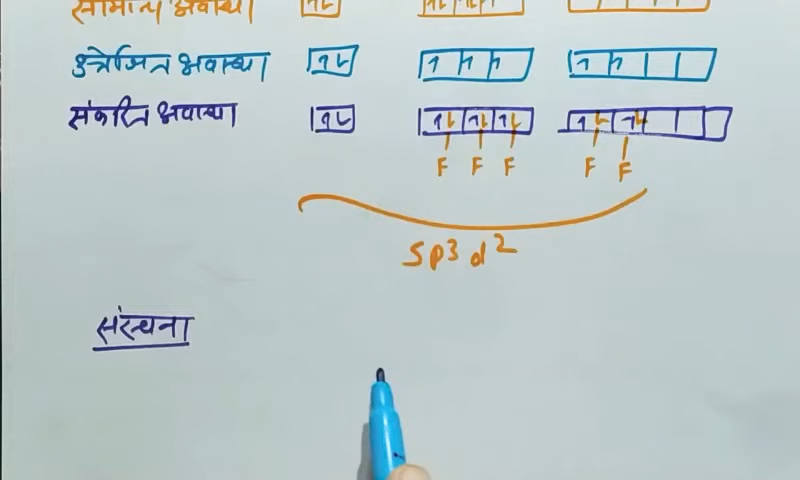 सामान्य अवस्था
उत्तेजित अवस्था
संकरित अवस्था
F F F F F
sp3 d2
संरचना